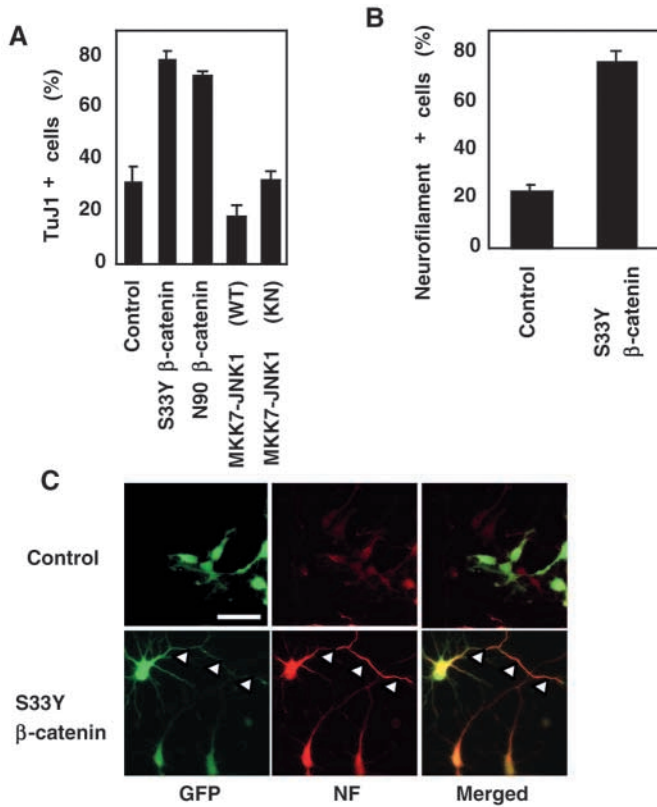 A
TuJ1 + cells (%)
80
60
40
20
0
Control
S33Y β-catenin
N90 β-catenin
MKK7-JNK1 (WT)
MKK7-JNK1 (KN)
B
Neurofilament + cells (%)
80
60
40
20
0
Control
S33Y
β-catenin
C
Control
S33Y
β-catenin
GFP
NF
Merged